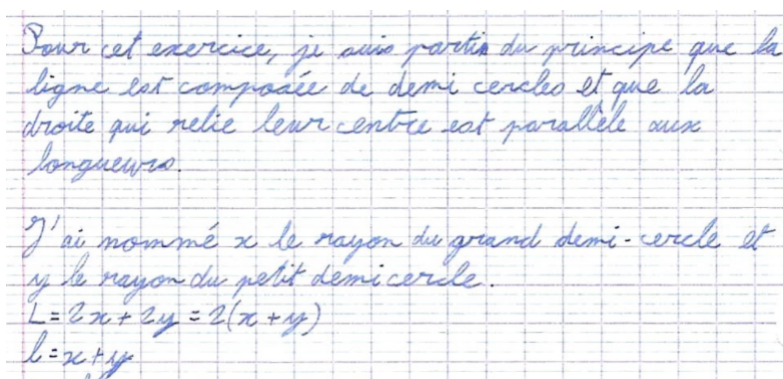 Pour cet exercice, je suis partie du principe que la
ligne est composée de demi cercles et que la
droite qui relie leur centre est parallèle aux
longueurs.
J'ai nommé x le rayon du grand demi-cercle et
y le rayon du petit demi cercle.
L = 2x + 2y = 2(x + y)
l = x + y